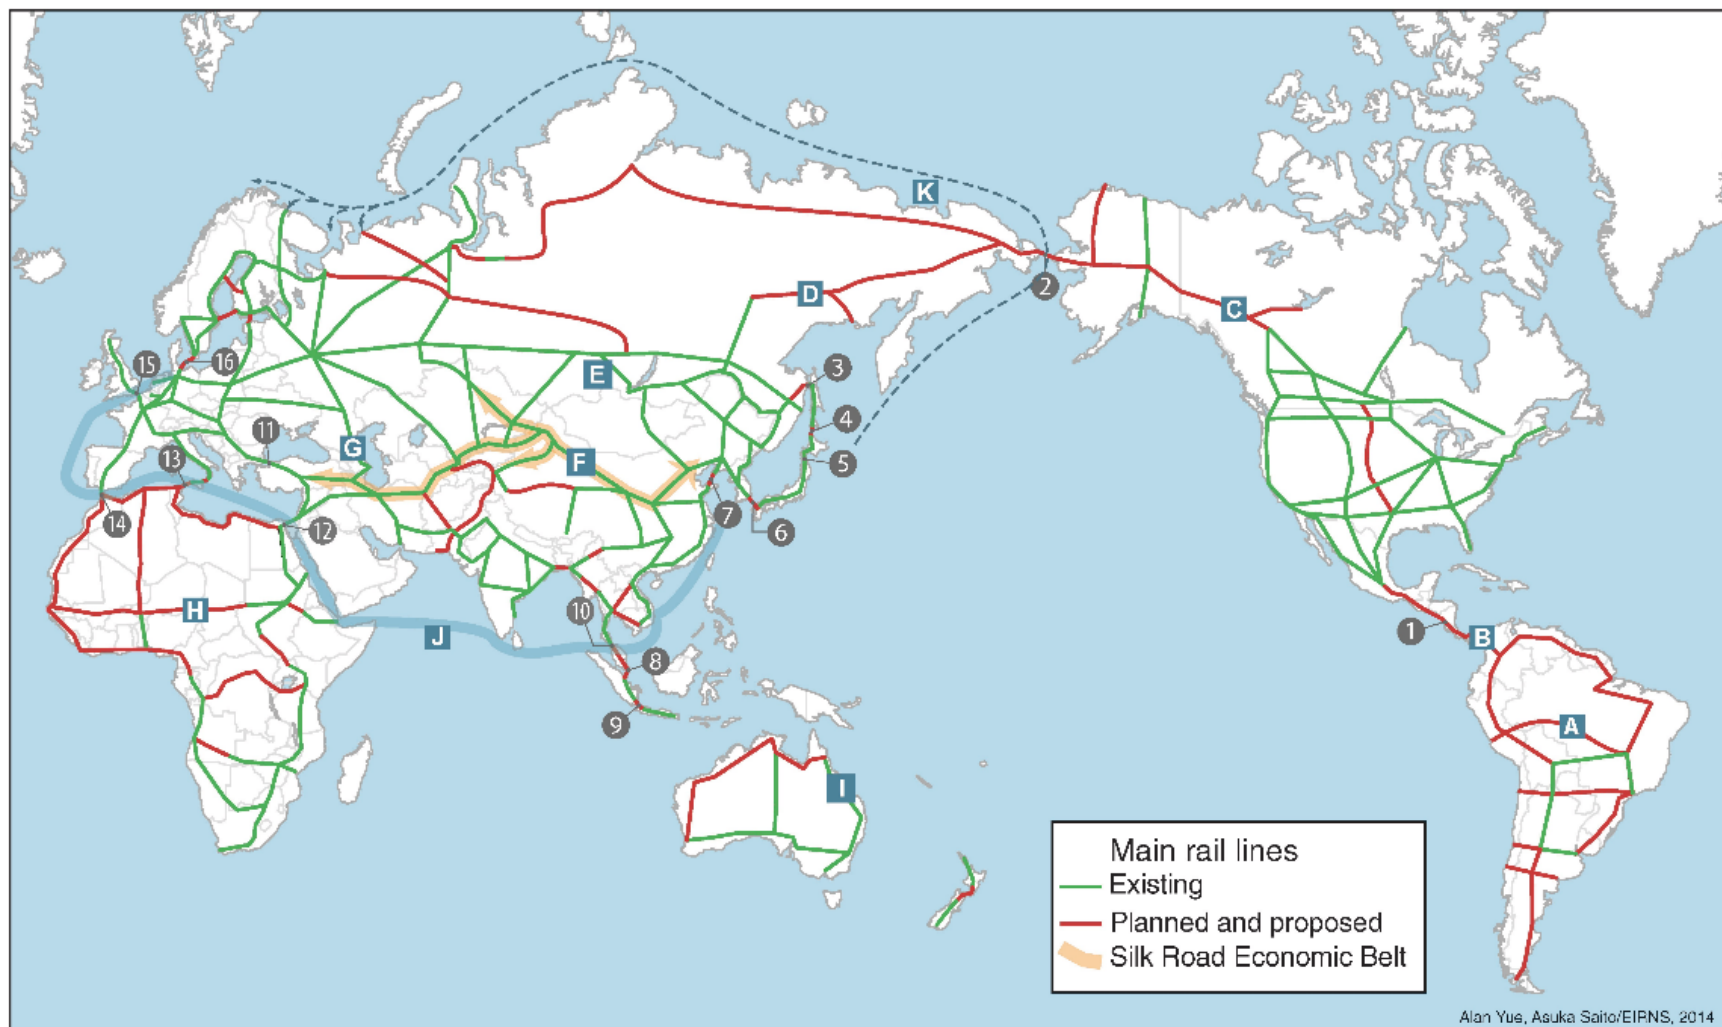 K
2
D
C
3
15
16
E
4
11
G
13
F
5
14
12
7
6
H
10
J
1
B
8
9
A
I
Main rail lines
Existing
Planned and proposed
Silk Road Economic Belt
Alan Yue, Asuka Saito/EIRNS, 2014